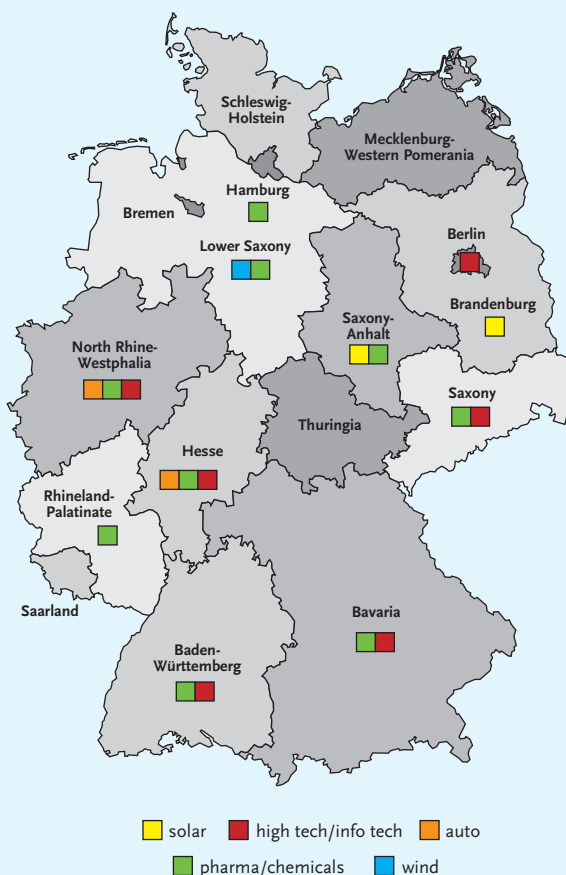 Schleswig-
Holstein
Mecklenburg-
Western Pomerania
Hamburg
Bremen
Berlin
Lower Saxony
Brandenburg
Saxony-
Anhalt
North Rhine-
Westphalia
Saxony
Thuringia
Hesse
Rhineland-
Palatinate
Saarland
Bavaria
Baden-
Württemberg
solar
high tech/info tech
auto
pharma/chemicals
wind